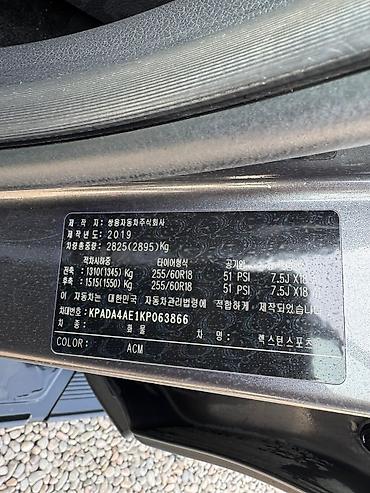 제 작 자 : 쌍용자동차주식회사
제작년도 : 2019
차량총중량: 2825(2895)Kg
적차시하중 타이어형식 공기압
전축 : 1310(1345) Kg 255/60R18 51 PSI 7.5J X18
후축 : 1515(1550) Kg 255/60R18 51 PSI 7.5J X18
이 자동차는 대한민국 자동차관리법령에 적합하게 제작되었습니다.
차대번호: KPADA4AE1KP063866
차 종: 화 물 차 명: 렉스턴스포츠
COLOR: ACM